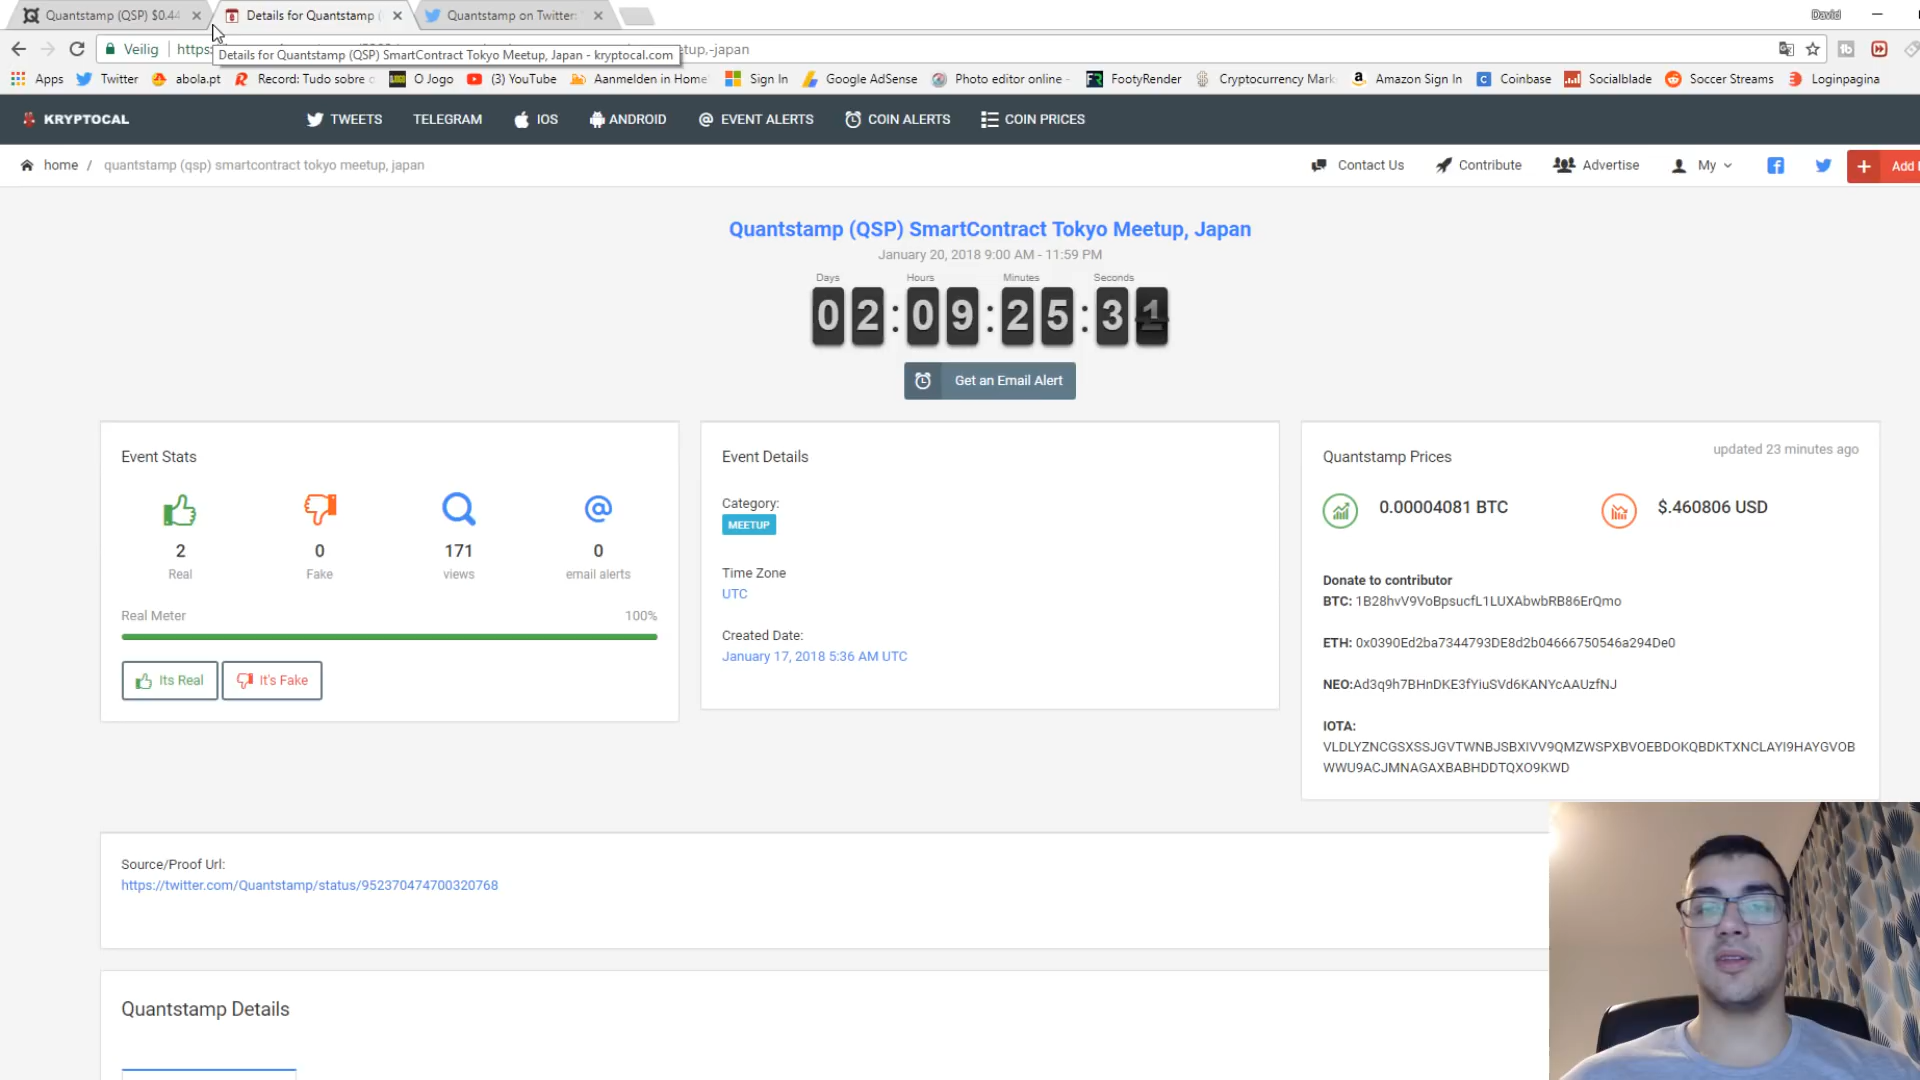 Quantstamp (QSP) $0.44
Details for Quantstamp (
Quantstamp on Twitter:
David
Veilig
https:
etup,-japan
Details for Quantstamp (QSP) SmartContract Tokyo Meetup, Japan - kryptocal.com
Apps
Twitter
abola.pt
Record: Tudo sobre
O Jogo
(3) YouTube
Aanmelden in Home
Sign In
Google AdSense
Photo editor online -
FootyRender
Cryptocurrency Mark
Amazon Sign In
Coinbase
Socialblade
Soccer Streams
Loginpagina
KRYPTOCAL
TWEETS
TELEGRAM
IOS
ANDROID
EVENT ALERTS
COIN ALERTS
COIN PRICES
home / quantstamp (qsp) smartcontract tokyo meetup, japan
Contact Us
Contribute
Advertise
My
Add
Quantstamp (QSP) SmartContract Tokyo Meetup, Japan
January 20, 2018 9:00 AM - 11:59 PM
Days Hours Minutes Seconds
02:09:25:31
Get an Email Alert
Event Stats
2 0 171 0
Real Fake views email alerts
Real Meter 100%
Its Real It's Fake
Event Details
Category:
MEETUP
Time Zone
UTC
Created Date:
January 17, 2018 5:36 AM UTC
updated 23 minutes ago
Quantstamp Prices
0.00004081 BTC $.460806 USD
Donate to contributor
BTC: 1B28hvV9VoBpsucfL1LUXAbwbRB86ErQmo
ETH: 0x0390Ed2ba7344793DE8d2b04666750546a294De0
NEO:Ad3q9h7BHnDKE3fYiuSVd6KANYcAAUzfNJ
IOTA:
VLDLYZNCGSXSSJGVTWNBJSBXIVV9QMZWSPXBVOEBDOKQBDKTXNCLAYI9HAYGVOB
WWU9ACJMNAGAXBABHDDTQXO9KWD
Source/Proof Url:
https://twitter.com/Quantstamp/status/952370474700320768
Quantstamp Details